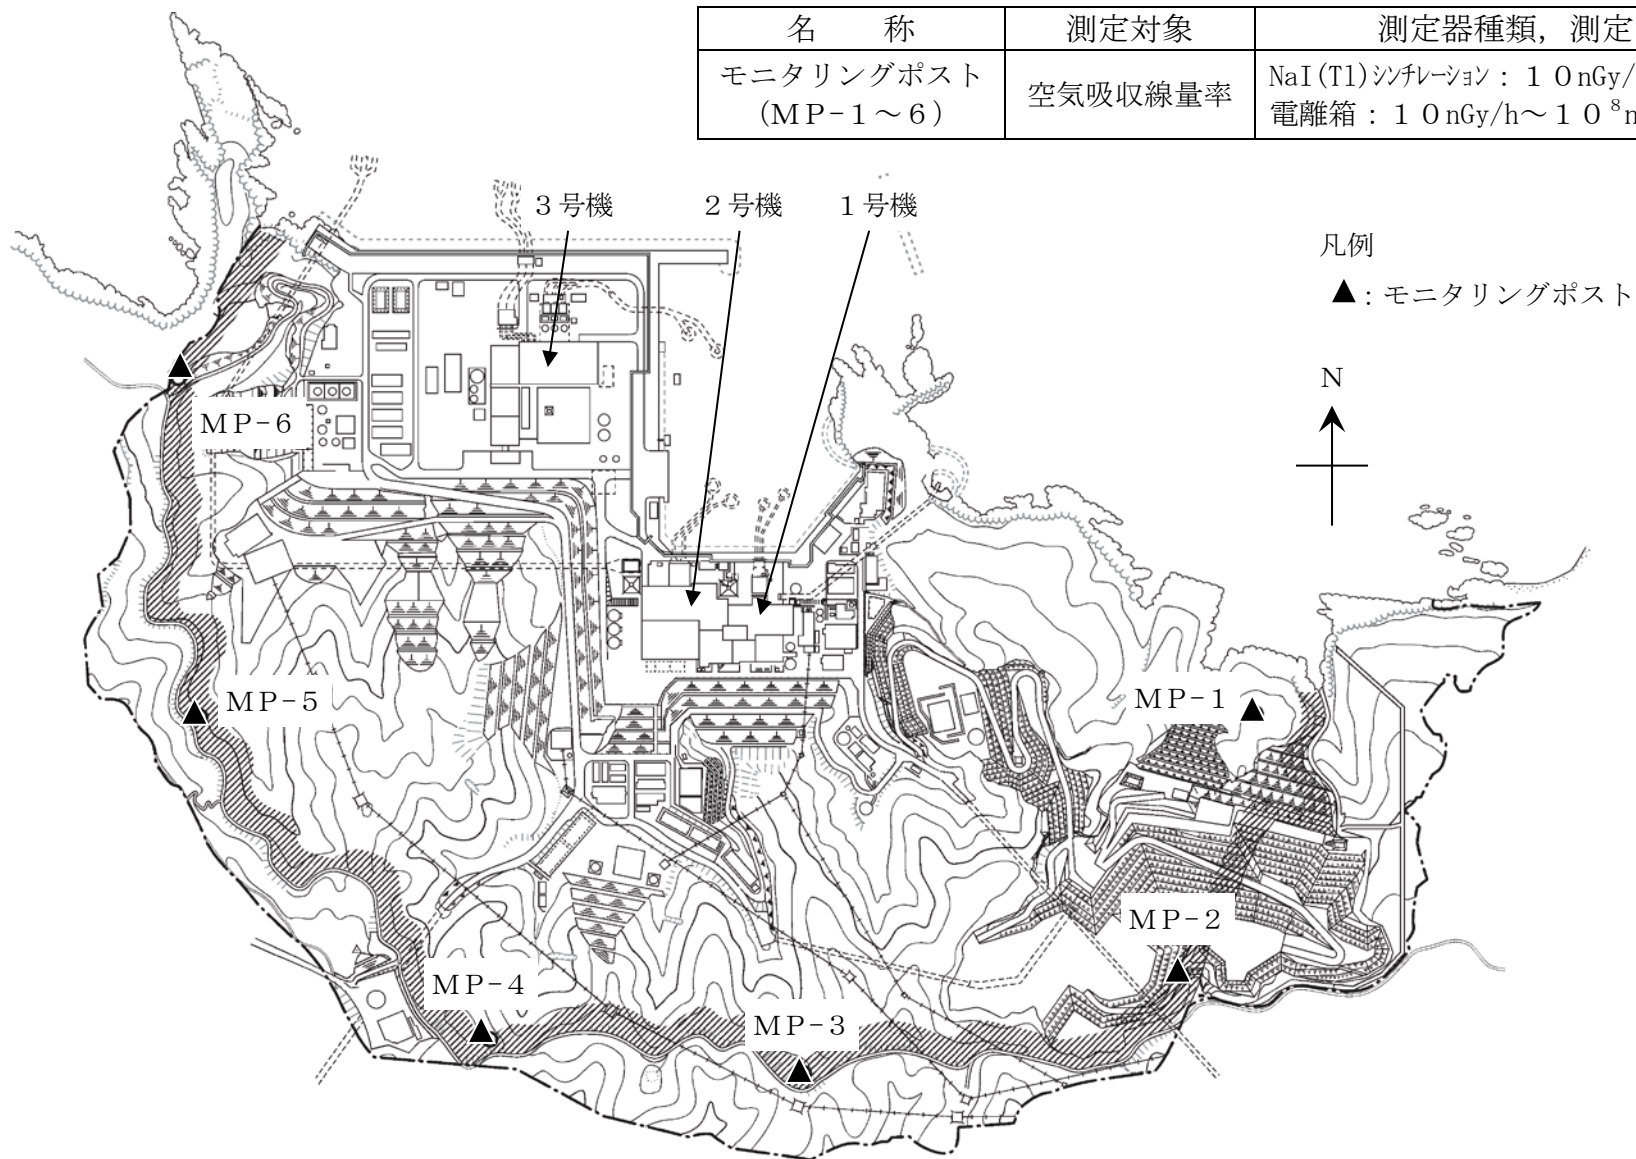 名　　称
測定対象
測定器種類，測定
モニタリングポスト
(ＭＰ-１～６)
空気吸収線量率
NaI(Tl)ｼﾝﾁﾚｰｼｮﾝ：１０nGy/
電離箱：１０nGy/h～１０⁸n
３号機
２号機
１号機
凡例
▲：モニタリングポスト
N
ＭＰ-６
ＭＰ-５
ＭＰ-１
ＭＰ-２
ＭＰ-４
ＭＰ-３